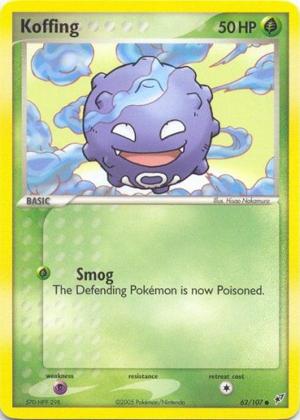 Koffing
50 HP
BASIC
Illus. Hisao Nakamura
Smog
The Defending Pokémon is now Poisoned.
weakness resistance retreat cost
©2005 Pokémon/Nintendo
62/107